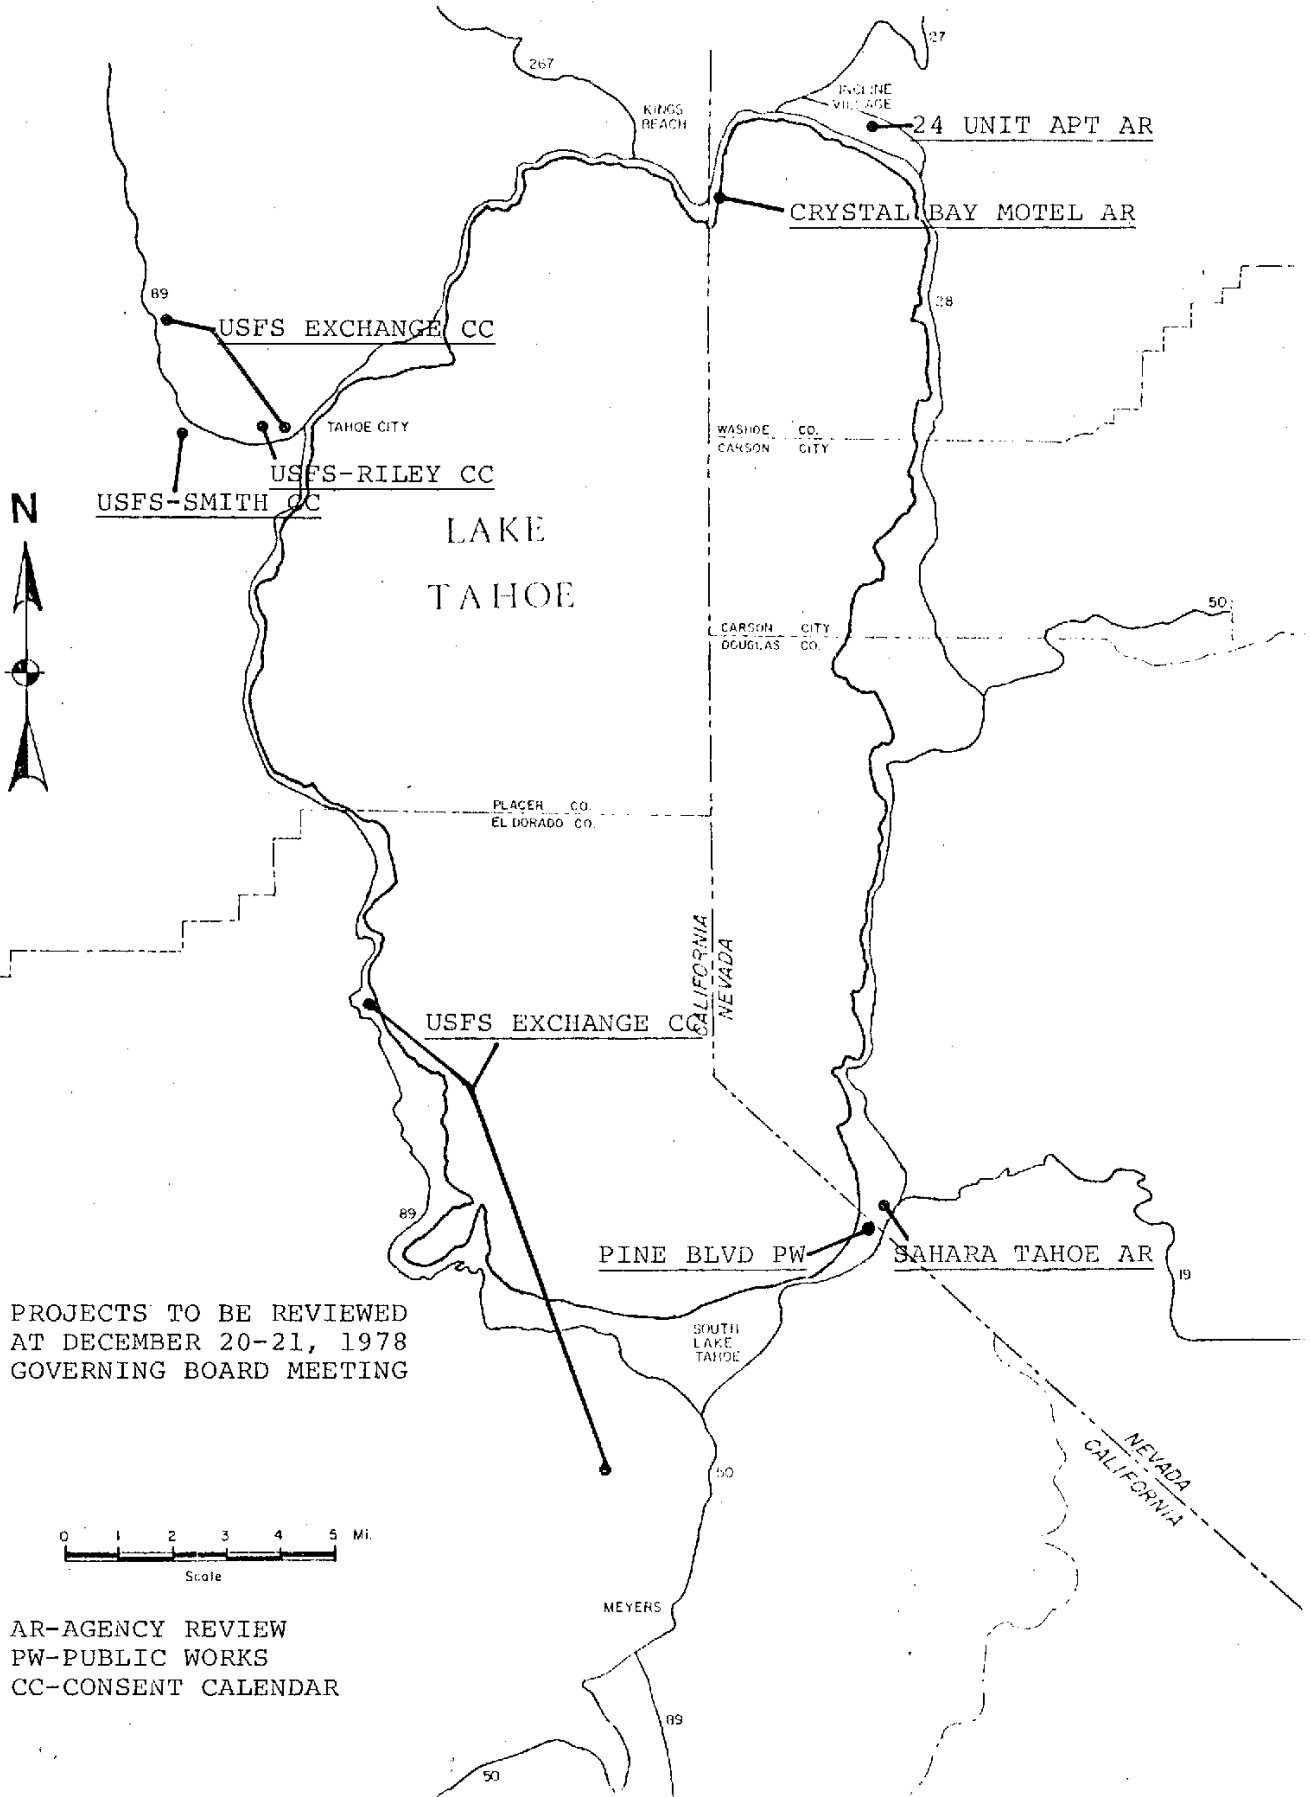 27
267
INCLINE
VILLAGE
KINGS
BEACH
24 UNIT APT AR
CRYSTAL BAY MOTEL AR
89
28
USFS EXCHANGE CC
TAHOE CITY
WASHOE CO.
CARSON CITY
USFS-RILEY CC
USFS-SMITH CC
N
LAKE
TAHOE
50
CARSON CITY
DOUGLAS CO.
PLACER CO.
EL DORADO CO.
CALIFORNIA
NEVADA
USFS EXCHANGE CC
89
PINE BLVD PW
SAHARA TAHOE AR
19
PROJECTS TO BE REVIEWED
AT DECEMBER 20-21, 1978
GOVERNING BOARD MEETING
SOUTH
LAKE
TAHOE
NEVADA
CALIFORNIA
50
0 1 2 3 4 5 Mi.
Scale
MEYERS
AR-AGENCY REVIEW
PW-PUBLIC WORKS
CC-CONSENT CALENDAR
89
50